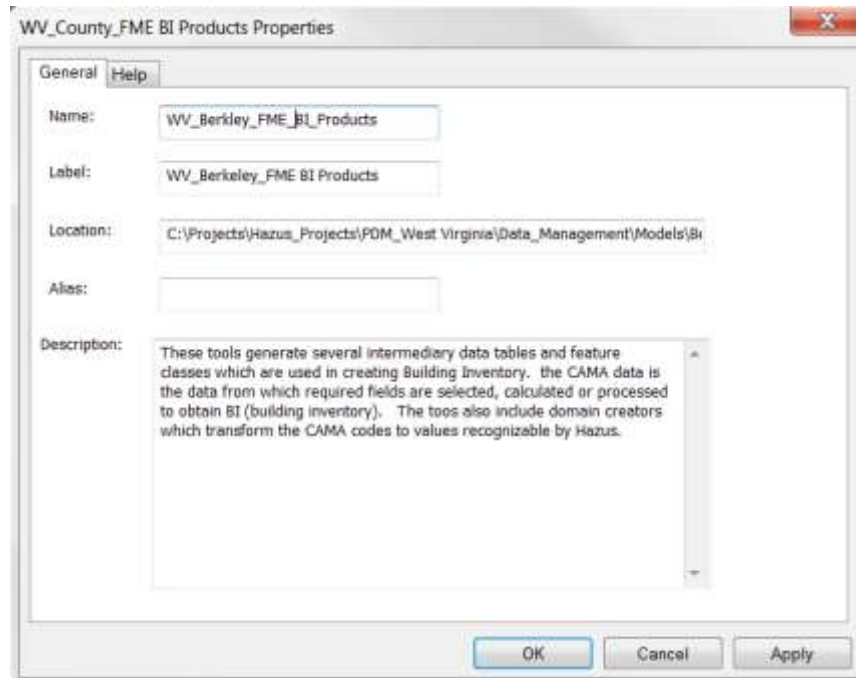 WV_County_FME BI Products Properties
General Help
Name: WV_Berkley_FME_BI_Products
Label: WV_Berkeley_FME BI Products
Location: C:\Projects\Hazus_Projects\PDM_West Virginia\Data_Management\Models\Be
Alias:
Description: These tools generate several intermediary data tables and feature
classes which are used in creating Building Inventory. the CAMA data is
the data from which required fields are selected, calculated or processed
to obtain BI (building inventory). The toos also include domain creators
which transform the CAMA codes to values recognizable by Hazus.
OK Cancel Apply